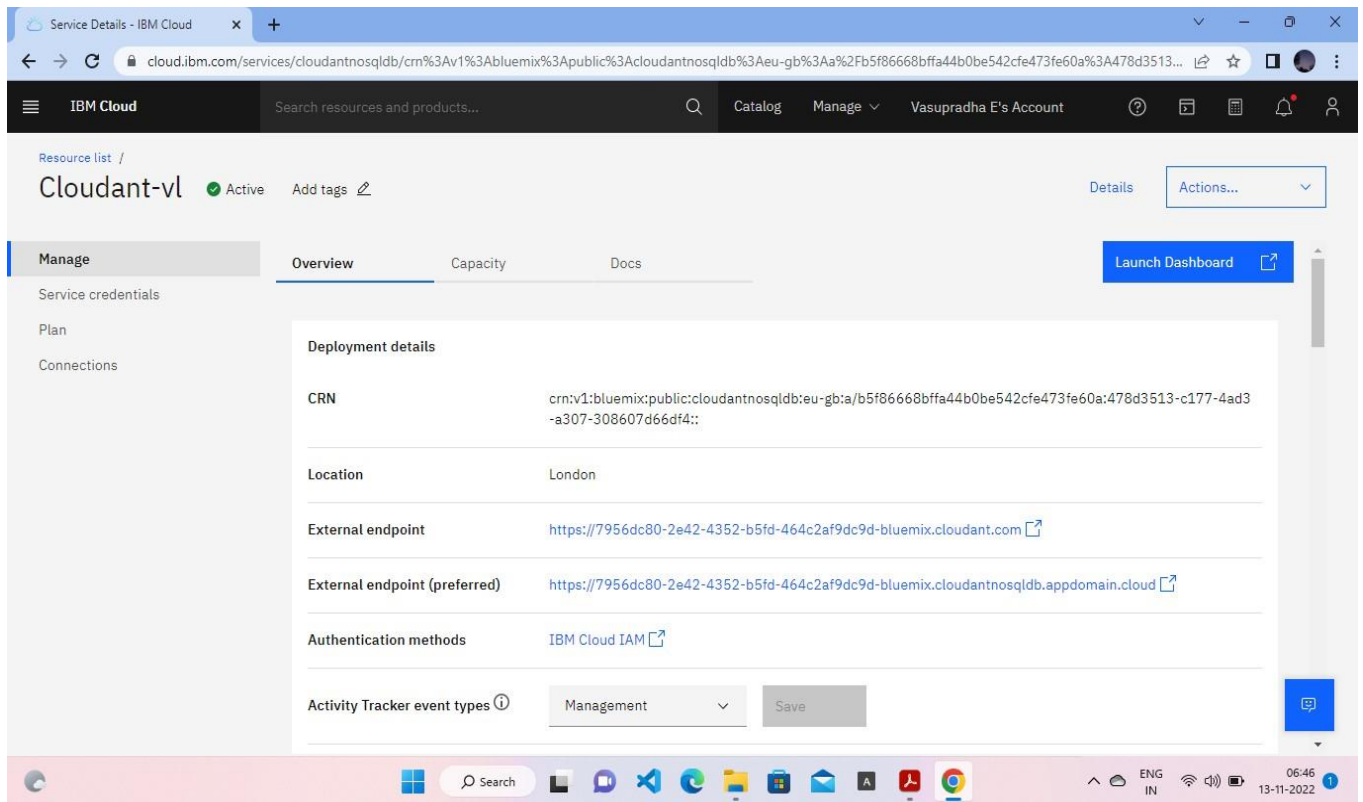 Service Details - IBM Cloud
cloud.ibm.com/services/cloudantnosqldb/crn%3Av1%3Abluemix%3Apublic%3Acloudantnosqldb%3Aeu-gb%3Aa%2Fb5f86668bffa44b0be542cfe473fe60a%3A478d3513...
IBM Cloud Search resources and products... Catalog Manage Vasupradha E's Account
Resource list /
Cloudant-vl Active Add tags Details Actions...
Manage Overview Capacity Docs Launch Dashboard
Service credentials
Plan
Connections
Deployment details
CRN crn:v1:bluemix:public:cloudantnosqldb:eu-gb:a/b5f86668bffa44b0be542cfe473fe60a:478d3513-c177-4ad3
-a307-308607d66df4::
Location London
External endpoint https://7956dc80-2e42-4352-b5fd-464c2af9dc9d-bluemix.cloudant.com
External endpoint (preferred) https://7956dc80-2e42-4352-b5fd-464c2af9dc9d-bluemix.cloudantnosqldb.appdomain.cloud
Authentication methods IBM Cloud IAM
Activity Tracker event types Management Save
Search A ENG 06:46
IN 13-11-2022 1